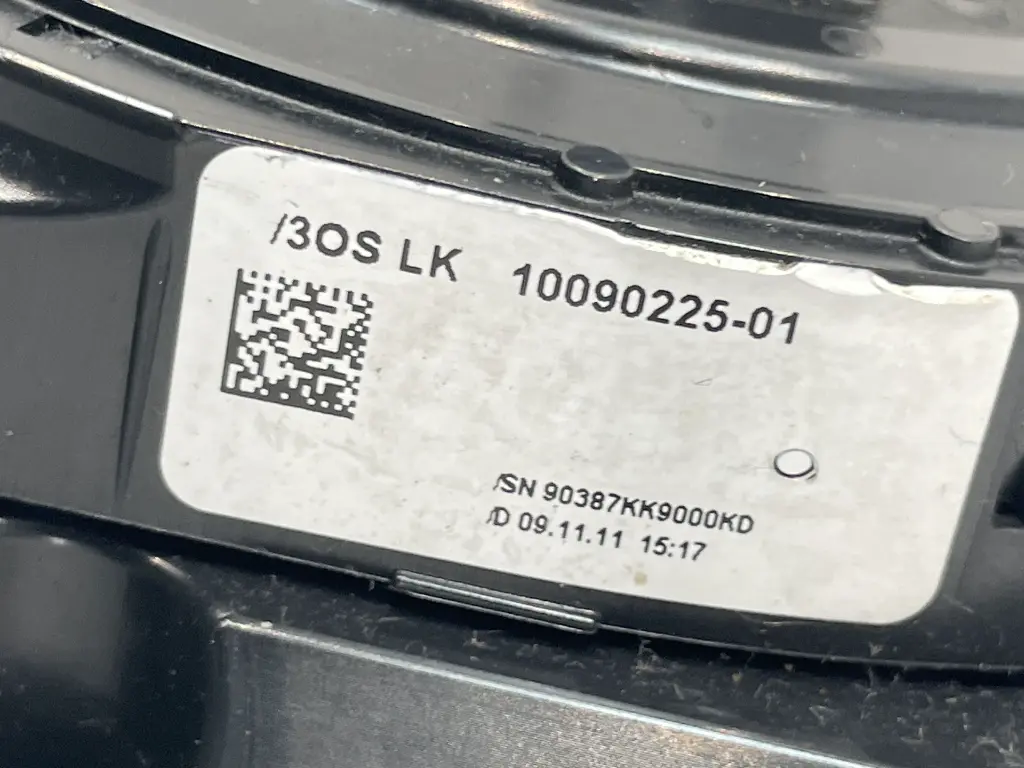 /3OS LK 10090225-01
/SN 90387KK9000KD
/D 09.11.11 15:17